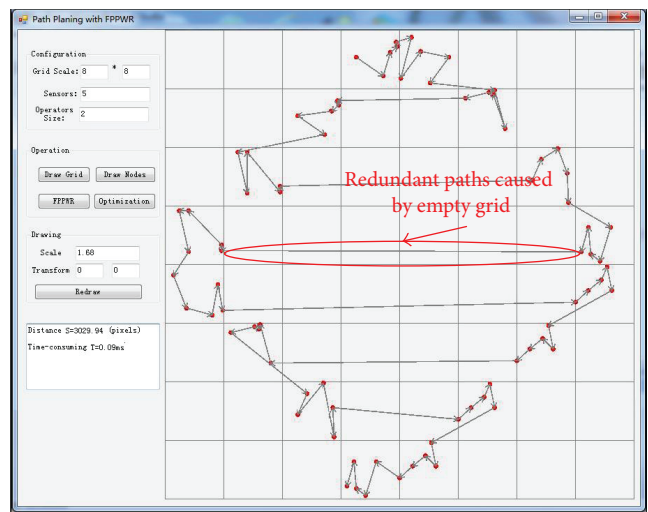 Path Planing with FPPWR
Configuration
Grid Scale: 8 * 8
Sensors: 5
Operators Size: 2
Operation
Draw Grid Draw Nodes
FPPWR Optimization
Drawing
Scale 1.68
Transform 0 0
Redraw
Distance S=3029.94 (pixels)
Time-consuming T=0.09ms
Redundant paths caused
by empty grid